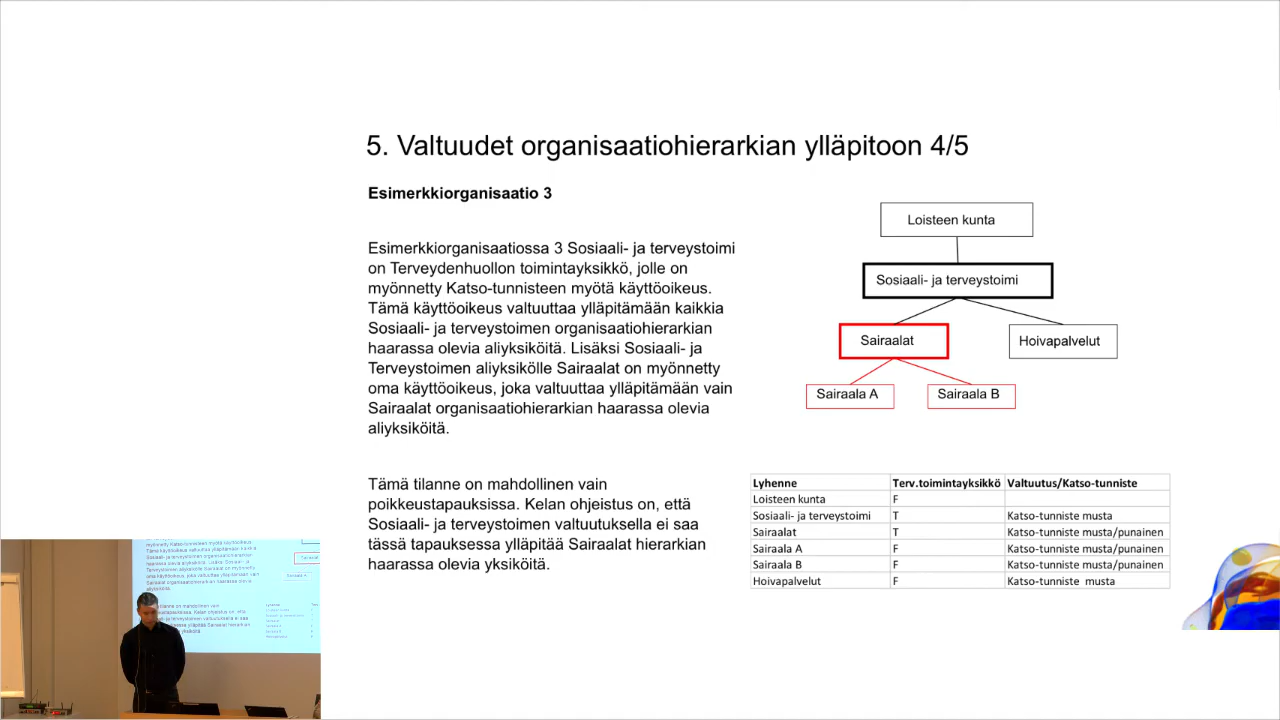 5. Valtuudet organisaatiohierarkian ylläpitoon 4/5
Esimerkkiorganisaatio 3
Esimerkkiorganisaatiossa 3 Sosiaali- ja terveystoimi
on Terveydenhuollon toimintayksikkö, jolle on
myönnetty Katso-tunnisteen myötä käyttöoikeus.
Tämä käyttöoikeus valtuuttaa ylläpitämään kaikkia
Sosiaali- ja terveystoimen organisaatiohierarkian
haarassa olevia aliyksiköitä. Lisäksi Sosiaali- ja
Terveystoimen aliyksikölle Sairaalat on myönnetty
oma käyttöoikeus, joka valtuuttaa ylläpitämään vain
Sairaalat organisaatiohierarkian haarassa olevia
aliyksiköitä.
Tämä tilanne on mahdollinen vain
poikkeustapauksissa. Kelan ohjeistus on, että
Sosiaali- ja terveystoimen valtuutuksella ei saa
tässä tapauksessa ylläpitää Sairaalat hierarkian
haarassa olevia yksiköitä.
Loisteen kunta
Sosiaali- ja terveystoimi
Sairaalat
Hoivapalvelut
Sairaala A
Sairaala B
Lyhenne Terv.toimintayksikkö Valtuutus/Katso-tunniste
Loisteen kunta F
Sosiaali- ja terveystoimi T Katso-tunniste musta
Sairaalat T Katso-tunniste musta/punainen
Sairaala A F Katso-tunniste musta/punainen
Sairaala B F Katso-tunniste musta/punainen
Hoivapalvelut F Katso-tunniste musta